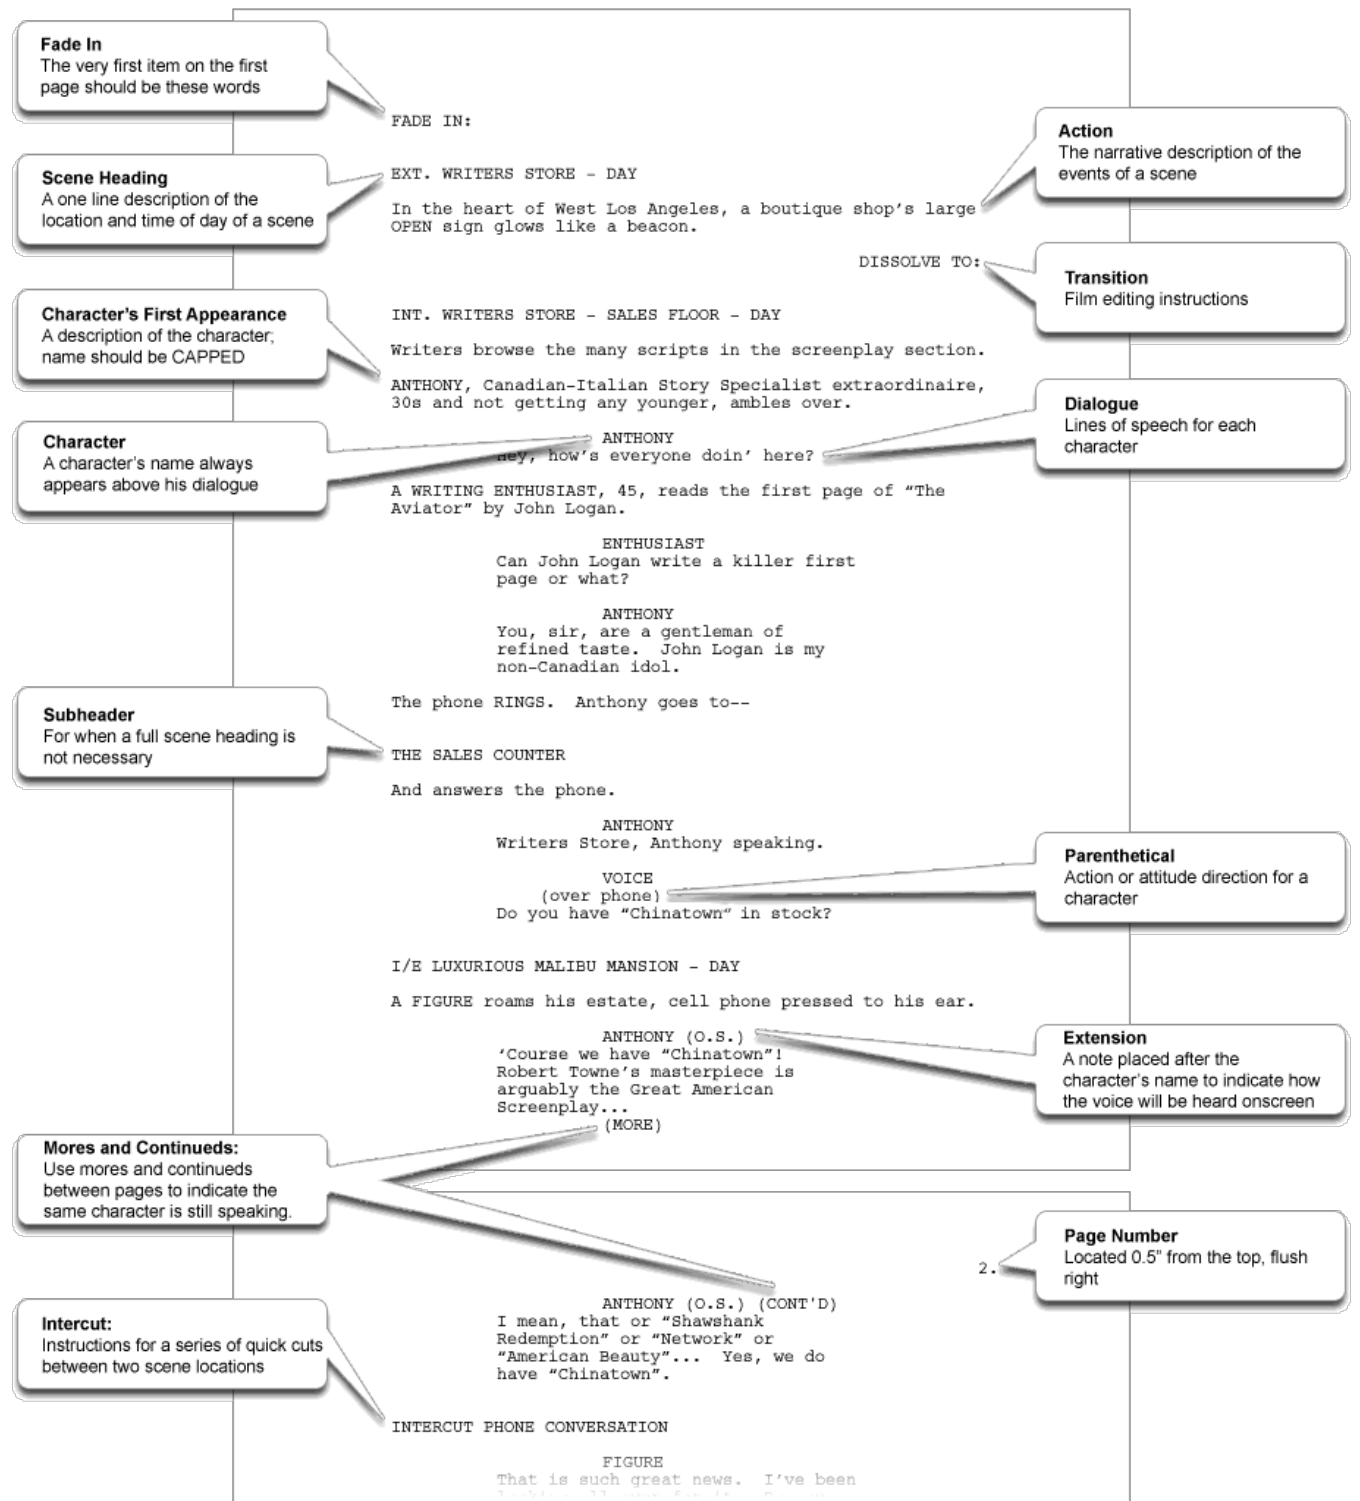 Fade In
The very first item on the first
page should be these words
FADE IN:
Action
The narrative description of the
events of a scene
Scene Heading
A one line description of the
location and time of day of a scene
EXT. WRITERS STORE - DAY
In the heart of West Los Angeles, a boutique shop's large
OPEN sign glows like a beacon.
DISSOLVE TO:
Transition
Film editing instructions
Character's First Appearance
A description of the character;
name should be CAPPED
INT. WRITERS STORE - SALES FLOOR - DAY
Writers browse the many scripts in the screenplay section.
ANTHONY, Canadian-Italian Story Specialist extraordinaire,
30s and not getting any younger, ambles over.
Dialogue
Lines of speech for each
character
Character
A character's name always
appears above his dialogue
ANTHONY
Hey, how's everyone doin' here?
A WRITING ENTHUSIAST, 45, reads the first page of “The
Aviator” by John Logan.
ENTHUSIAST
Can John Logan write a killer first
page or what?
ANTHONY
You, sir, are a gentleman of
refined taste.  John Logan is my
non-Canadian idol.
The phone RINGS.  Anthony goes to--
Subheader
For when a full scene heading is
not necessary
THE SALES COUNTER
And answers the phone.
ANTHONY
Writers Store, Anthony speaking.
Parenthetical
Action or attitude direction for a
character
VOICE
(over phone)
Do you have “Chinatown” in stock?
I/E LUXURIOUS MALIBU MANSION - DAY
A FIGURE roams his estate, cell phone pressed to his ear.
Extension
A note placed after the
character's name to indicate how
the voice will be heard onscreen
ANTHONY (O.S.)
‘Course we have “Chinatown”!
Robert Towne's masterpiece is
arguably the Great American
Screenplay...
(MORE)
Mores and Continueds:
Use mores and continueds
between pages to indicate the
same character is still speaking.
Page Number
Located 0.5” from the top, flush
right
2.
ANTHONY (O.S.) (CONT'D)
I mean, that or “Shawshank
Redemption” or “Network” or
“American Beauty”...  Yes, we do
have “Chinatown”.
Intercut:
Instructions for a series of quick cuts
between two scene locations
INTERCUT PHONE CONVERSATION
FIGURE
That is such great news.  I've been